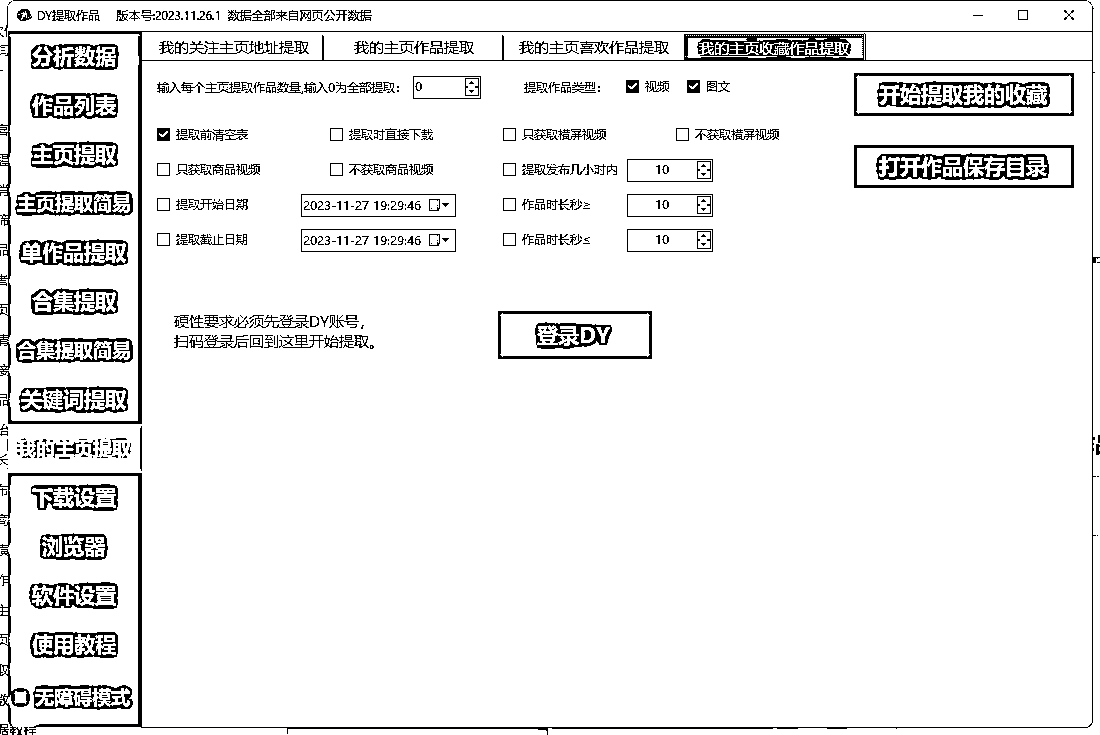 DY提取作品 版本号:2023.11.26.1 数据全部来自网页公开数据
分析数据
作品列表
主页提取
主页提取简易
单作品提取
合集提取
合集提取简易
关键词提取
我的主页提取
下载设置
浏览器
软件设置
使用教程
无障碍模式
我的关注主页地址提取 我的主页作品提取 我的主页喜欢作品提取 我的主页收藏作品提取
输入每个主页提取作品数量,输入0为全部提取: 0 提取作品类型: 视频 图文
开始提取我的收藏
提取前清空表 提取时直接下载 只获取横屏视频 不获取横屏视频
只获取商品视频 不获取商品视频 提取发布几小时内 10
打开作品保存目录
提取开始日期 2023-11-27 19:29:46 作品时长秒≥ 10
提取截止日期 2023-11-27 19:29:46 作品时长秒≤ 10
硬性要求必须先登录DY账号,
扫码登录后回到这里开始提取。
登录DY